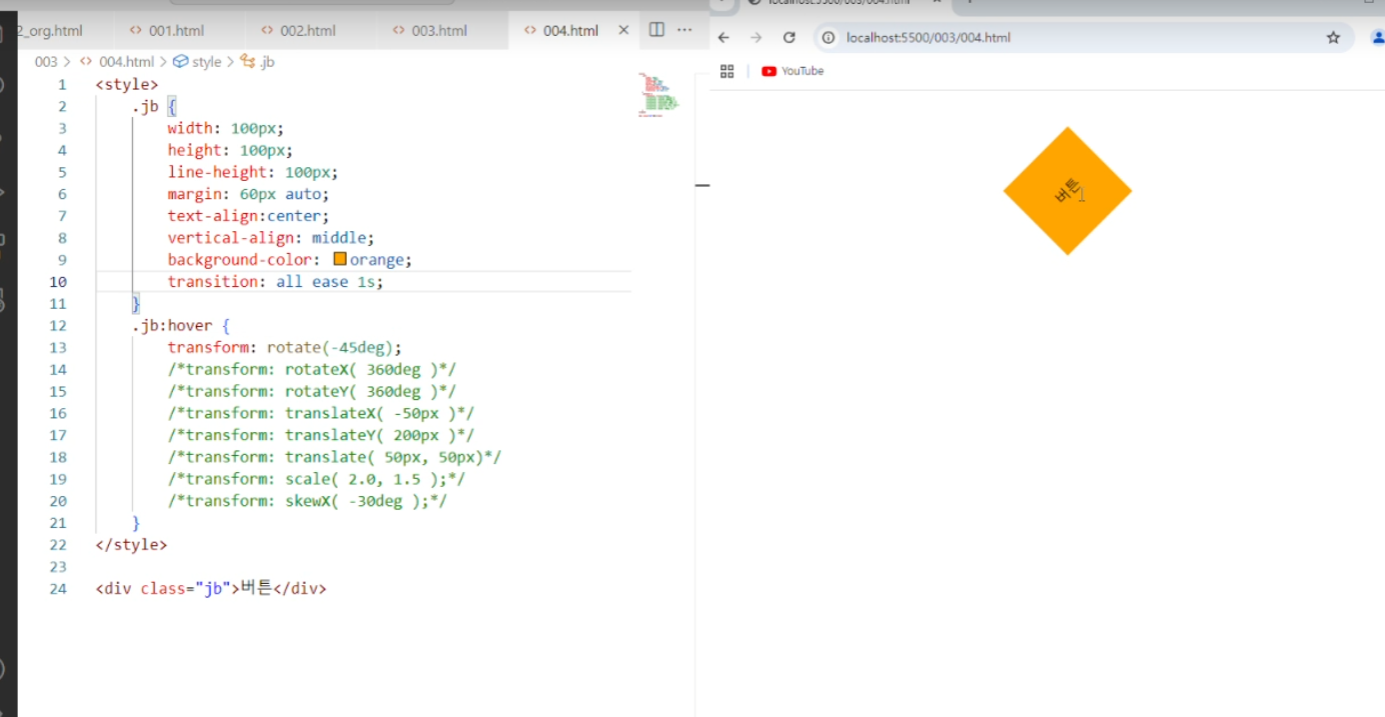 2_org.html
001.html
002.html
003.html
004.html
003 > 004.html > style > .jb
1 <style>
2 .jb {
3 width: 100px;
4 height: 100px;
5 line-height: 100px;
6 margin: 60px auto;
7 text-align:center;
8 vertical-align: middle;
9 background-color: orange;
10 transition: all ease 1s;
11 }
12 .jb:hover {
13 transform: rotate(-45deg);
14 /*transform: rotateX( 360deg )*/
15 /*transform: rotateY( 360deg )*/
16 /*transform: translateX( -50px )*/
17 /*transform: translateY( 200px )*/
18 /*transform: translate( 50px, 50px)*/
19 /*transform: scale( 2.0, 1.5 );*/
20 /*transform: skewX( -30deg );*/
21 }
22 </style>
23
24 <div class="jb">버튼</div>
localhost:5500/003/004.html
localhost:5500/003/004.html
YouTube
버튼